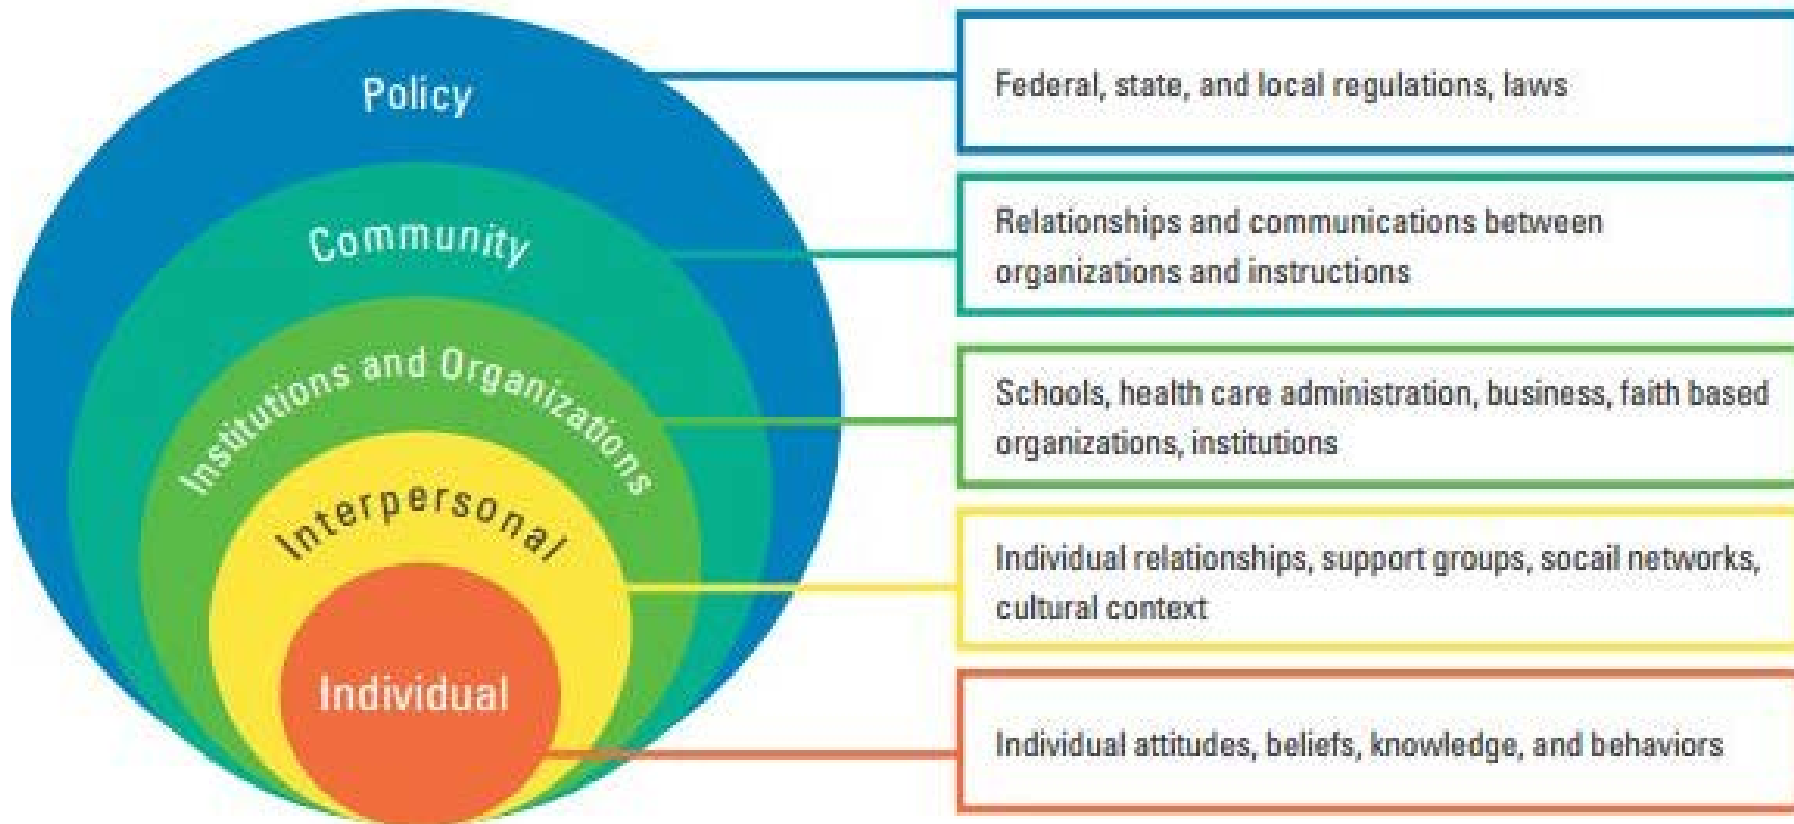 Policy
Federal, state, and local regulations, laws
Community
Relationships and communications between
organizations and instructions
Institutions and Organizations
Schools, health care administration, business, faith based
organizations, institutions
Interpersonal
Individual relationships, support groups, socail networks,
cultural context
Individual
Individual attitudes, beliefs, knowledge, and behaviors